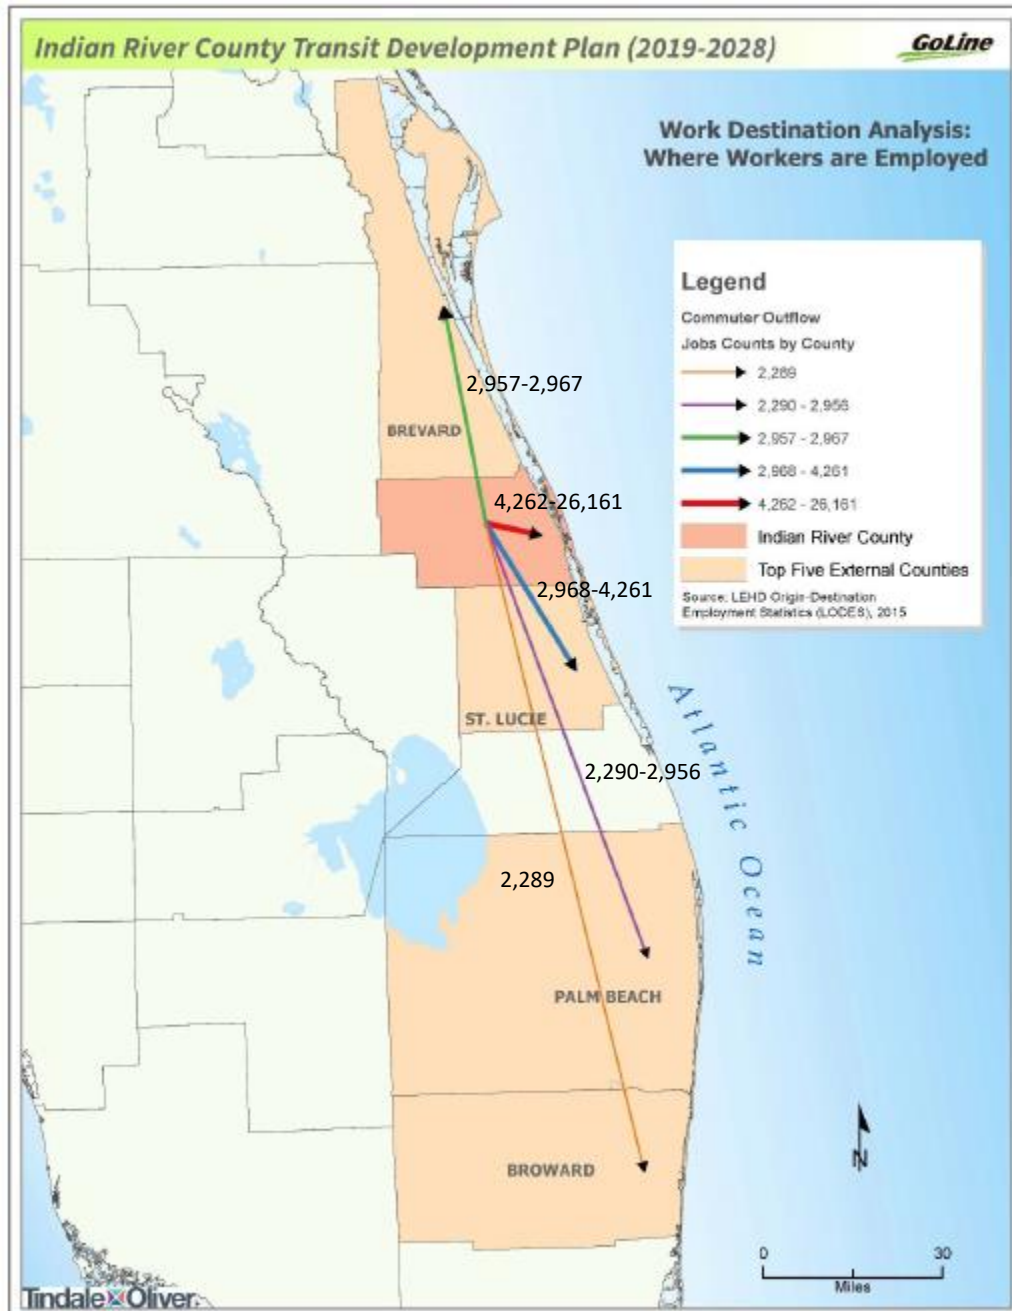 Indian River County Transit Development Plan (2019-2028)
GoLine
Work Destination Analysis:
Where Workers are Employed
Legend
Commuter Outflow
Jobs Counts by County
2,289
2,290 - 2,956
2,957 - 2,967
2,968 - 4,261
4,262 - 26,161
Indian River County
Top Five External Counties
Source: LEHD Origin-Destination
Employment Statistics (LODES), 2015
2,957-2,967
BREVARD
4,262-26,161
2,968-4,261
ST. LUCIE
Atlantic Ocean
2,290-2,956
2,289
PALM BEACH
BROWARD
N
0 30
Miles
Tindale Oliver